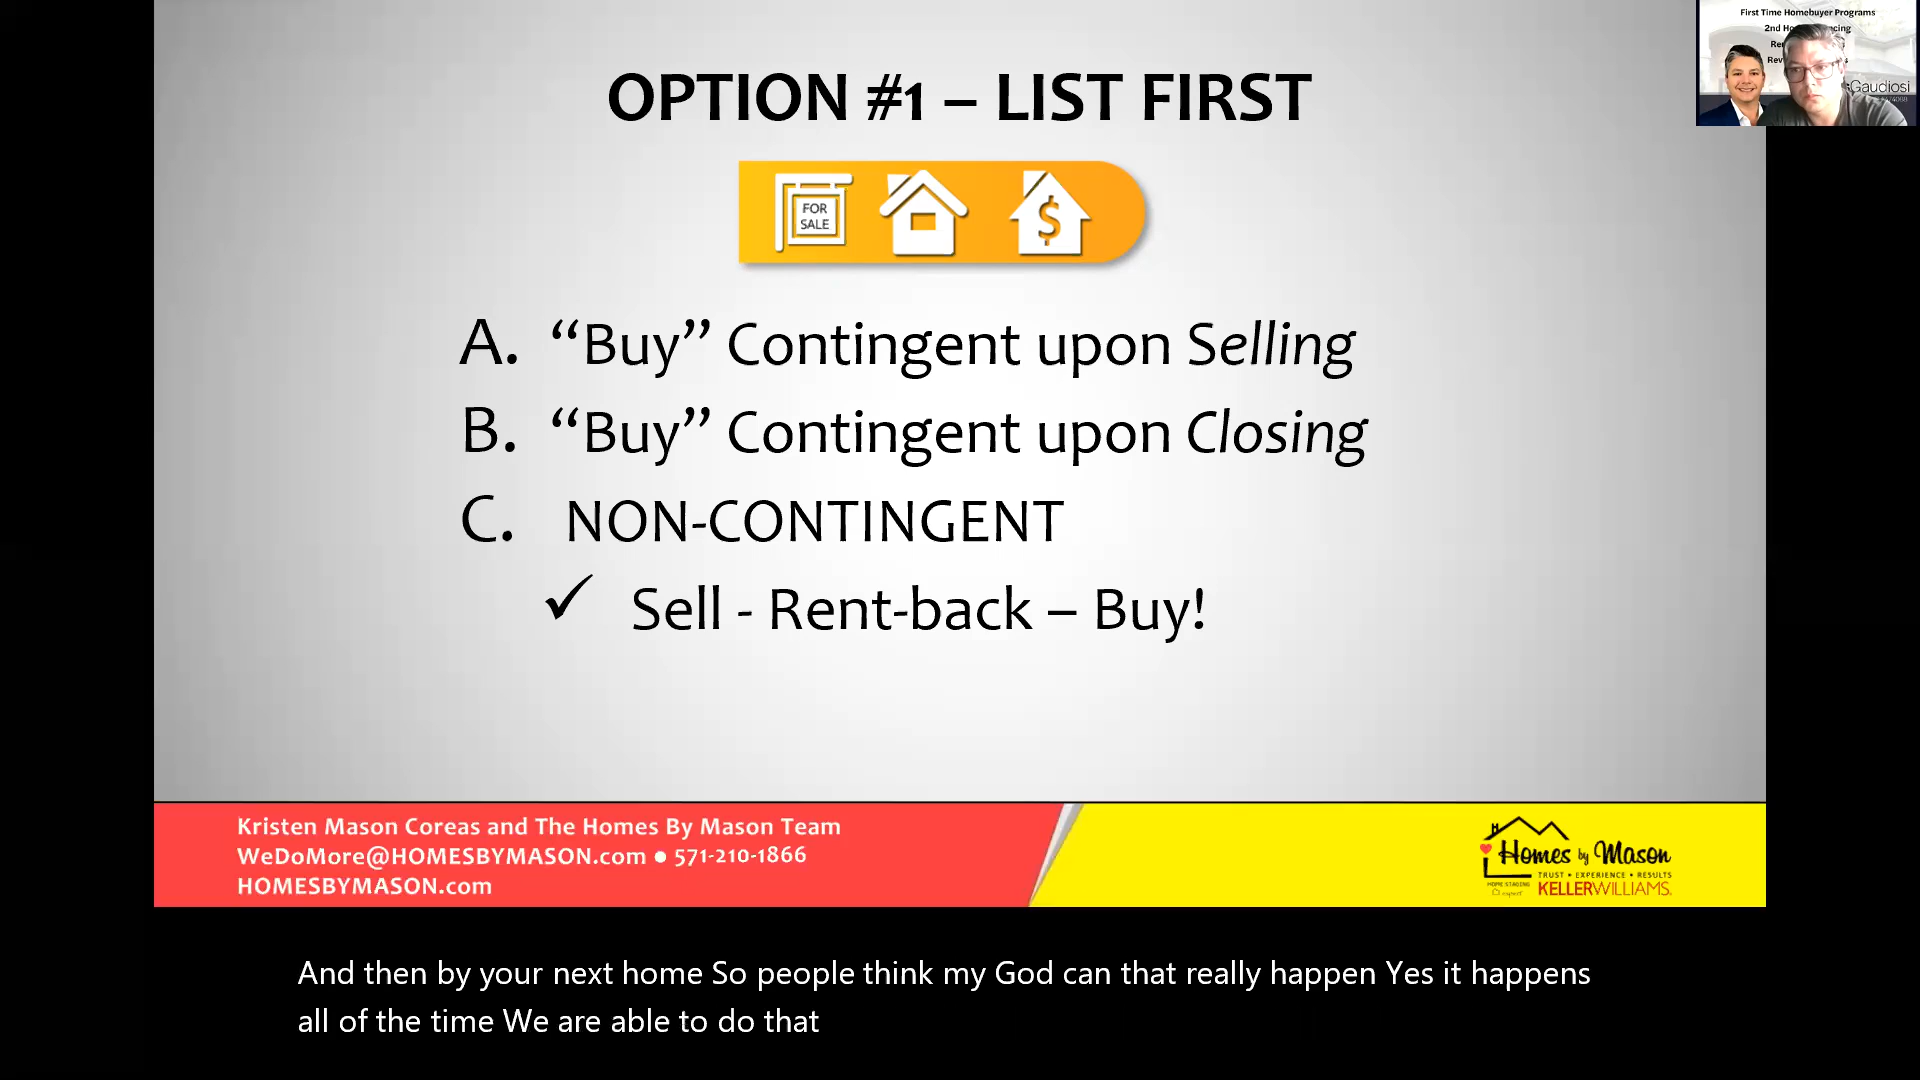 First Time Homebuyer Programs
OPTION #1 – LIST FIRST
Gaudiosi
FOR
SALE
A. “Buy” Contingent upon Selling
B. “Buy” Contingent upon Closing
C. NON-CONTINGENT
✓ Sell - Rent-back – Buy!
Kristen Mason Coreas and The Homes By Mason Team
WeDoMore@HOMESBYMASON.com ● 571-210-1866
HOMESBYMASON.com
Homes by Mason
TRUST • EXPERIENCE • RESULTS
HOME STAGING
expert
KELLERWILLIAMS.
And then by your next home So people think my God can that really happen Yes it happens
all of the time We are able to do that